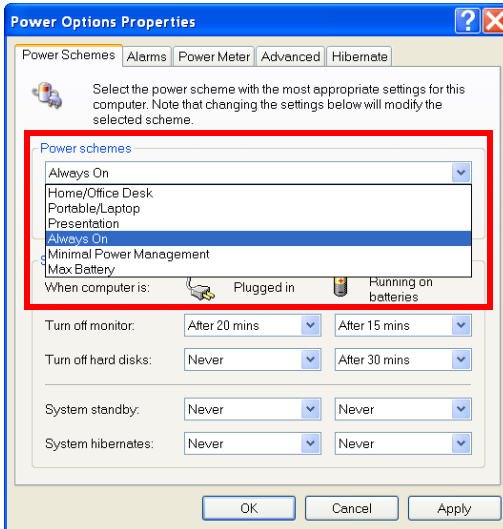 Power Options Properties
Power Schemes Alarms Power Meter Advanced Hibernate
Select the power scheme with the most appropriate settings for this
computer. Note that changing the settings below will modify the
selected scheme.
Power schemes
Always On
Home/Office Desk
Portable/Laptop
Presentation
Always On
Minimal Power Management
Max Battery
When computer is: Plugged in Running on
batteries
Turn off monitor: After 20 mins After 15 mins
Turn off hard disks: Never After 30 mins
System standby: Never Never
System hibernates: Never Never
OK Cancel Apply